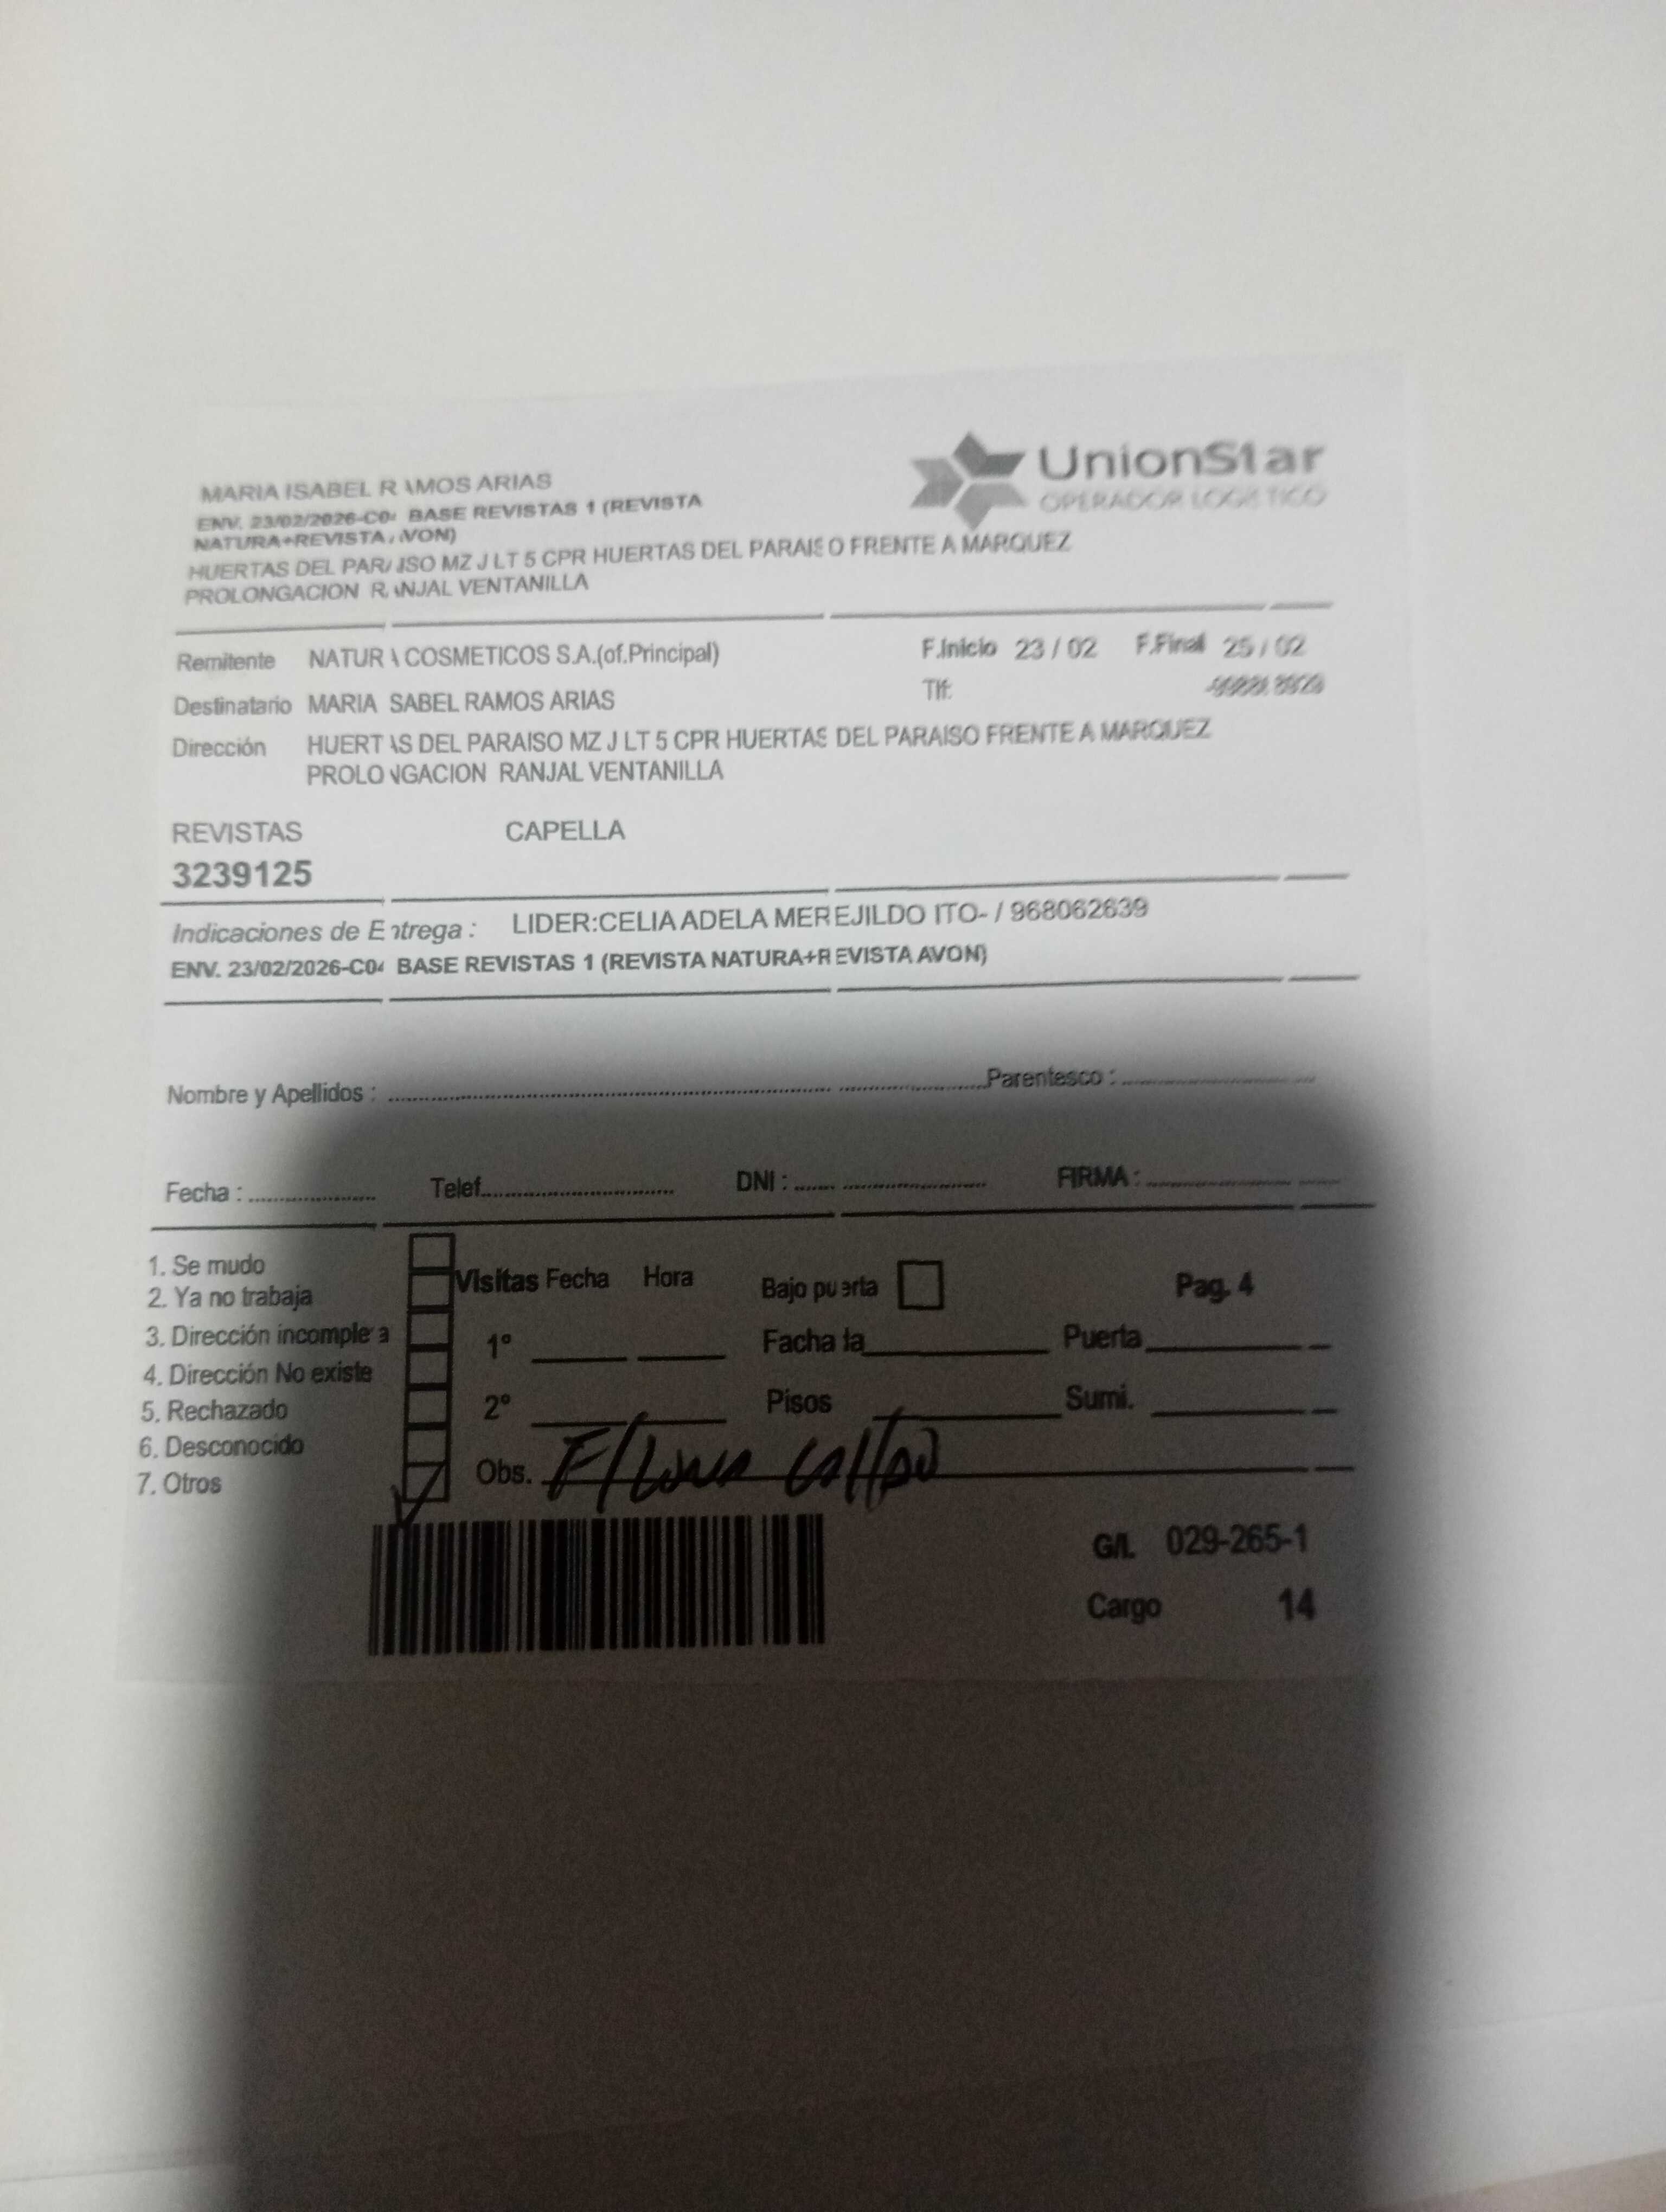 MARIA ISABEL R AMOS ARIAS
UnionStar
OPERADOR LOGISTICO
ENV. 23/02/2026-C04 BASE REVISTAS 1 (REVISTA
NATURA+REVISTA AVON)
HUERTAS DEL PARAISO MZ J LT 5 CPR HUERTAS DEL PARAISO FRENTE A MARQUEZ
PROLONGACION RANJAL VENTANILLA
Remitente NATURA COSMETICOS S.A.(of.Principal) F.Inicio 23 / 02 F.Final 25 / 02
Destinatario MARIA SABEL RAMOS ARIAS Tlf:
Dirección HUERTAS DEL PARAISO MZ J LT 5 CPR HUERTAS DEL PARAISO FRENTE A MARQUEZ
PROLONGACION RANJAL VENTANILLA
REVISTAS CAPELLA
3239125
Indicaciones de Entrega : LIDER:CELIA ADELA MEREJILDO ITO- / 968062639
ENV. 23/02/2026-C04 BASE REVISTAS 1 (REVISTA NATURA+REVISTA AVON)
Nombre y Apellidos : Parentesco :
Fecha : Telef. DNI : FIRMA :
1. Se mudo
2. Ya no trabaja
3. Dirección incompleta
4. Dirección No existe
5. Rechazado
6. Desconocido
7. Otros
Visitas Fecha Hora Bajo puerta Pag. 4
1° Fachada Puerta
2° Pisos Sumi.
Obs.
G/L 029-265-1
Cargo 14